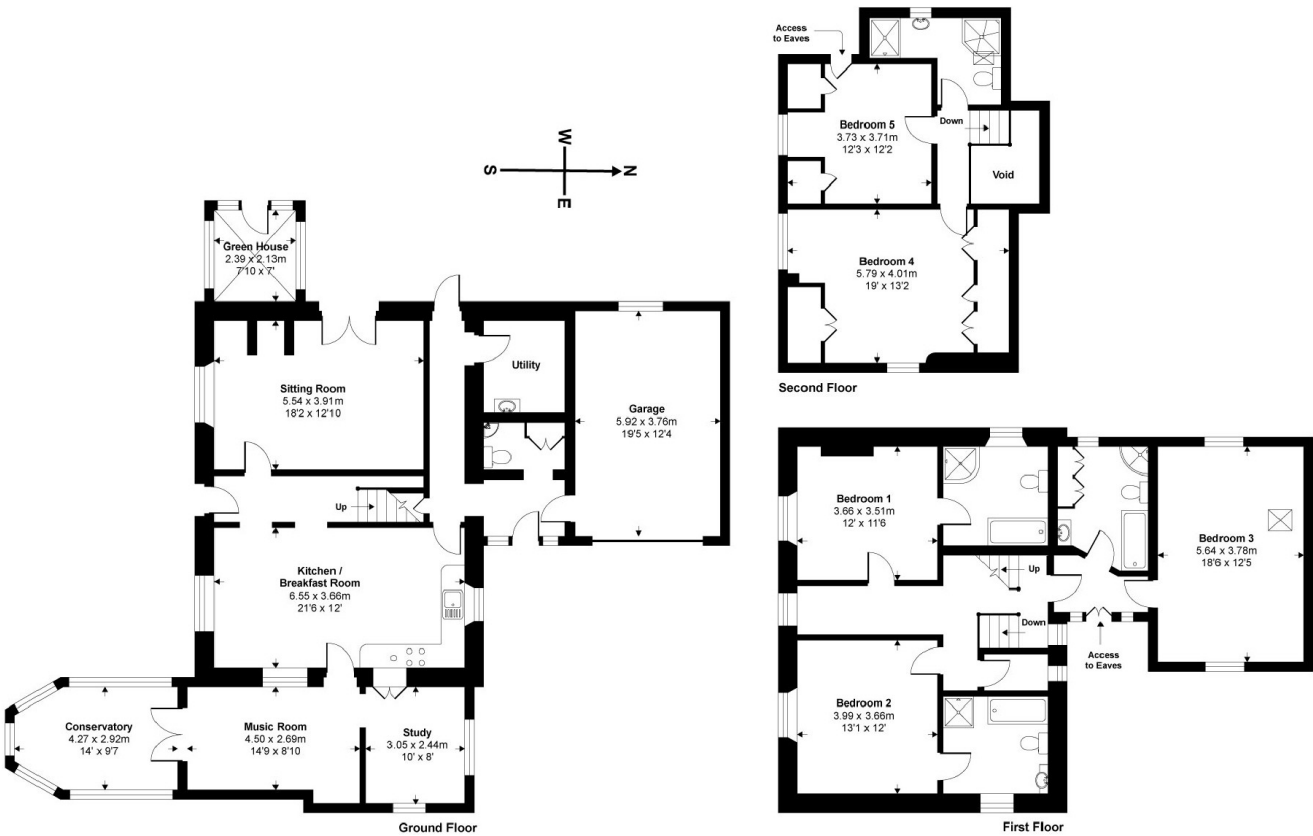 Green House
2.39 x 2.13m
7'10 x 7'
Sitting Room
5.54 x 3.91m
18'2 x 12'10
Utility
Garage
5.92 x 3.76m
19'5 x 12'4
Up
Kitchen /
Breakfast Room
6.55 x 3.66m
21'6 x 12'
Conservatory
4.27 x 2.92m
14' x 9'7
Music Room
4.50 x 2.69m
14'9 x 8'10
Study
3.05 x 2.44m
10' x 8'
Ground Floor
W
S
N
E
Access
to Eaves
Bedroom 5
3.73 x 3.71m
12'3 x 12'2
Down
Void
Bedroom 4
5.79 x 4.01m
19' x 13'2
Second Floor
Bedroom 1
3.66 x 3.51m
12' x 11'6
Bedroom 3
5.64 x 3.78m
18'6 x 12'5
Up
Down
Access
to Eaves
Bedroom 2
3.99 x 3.66m
13'1 x 12'
First Floor